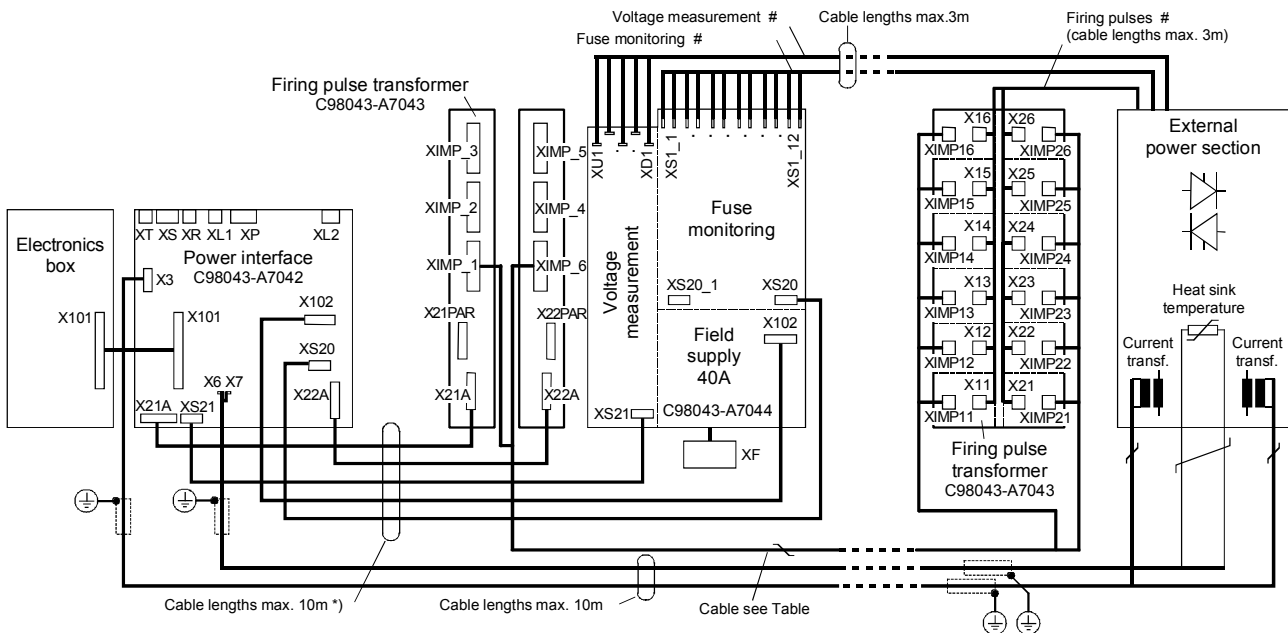 Voltage measurement #
Cable lengths max.3m
Firing pulses #
(cable lengths max. 3m)
Fuse monitoring #
Firing pulse transformer
C98043-A7043
XIMP_3
XIMP_2
XIMP_1
X21PAR
X21A
XIMP_5
XIMP_4
XIMP_6
X22PAR
X22A
XU1
XD1
XS1_1
XS1_12
Voltage
measurement
Fuse
monitoring
XS20_1
XS20
X102
Field
supply
40A
XS21
C98043-A7044
XF
Electronics
box
X101
XT
XS
XR
XL1
XP
XL2
Power interface
C98043-A7042
X3
X102
X101
XS20
X6
X7
X22A
X21A
XS21
X16
X26
XIMP16
XIMP26
X15
X25
XIMP15
XIMP25
X14
X24
XIMP14
XIMP24
X13
X23
XIMP13
XIMP23
X12
X22
XIMP12
XIMP22
X11
X21
XIMP11
XIMP21
Firing pulse
transformer
C98043-A7043
External
power section
Heat sink
temperature
Current
transf.
Current
transf.
Cable lengths max. 10m *)
Cable lengths max. 10m
Cable see Table